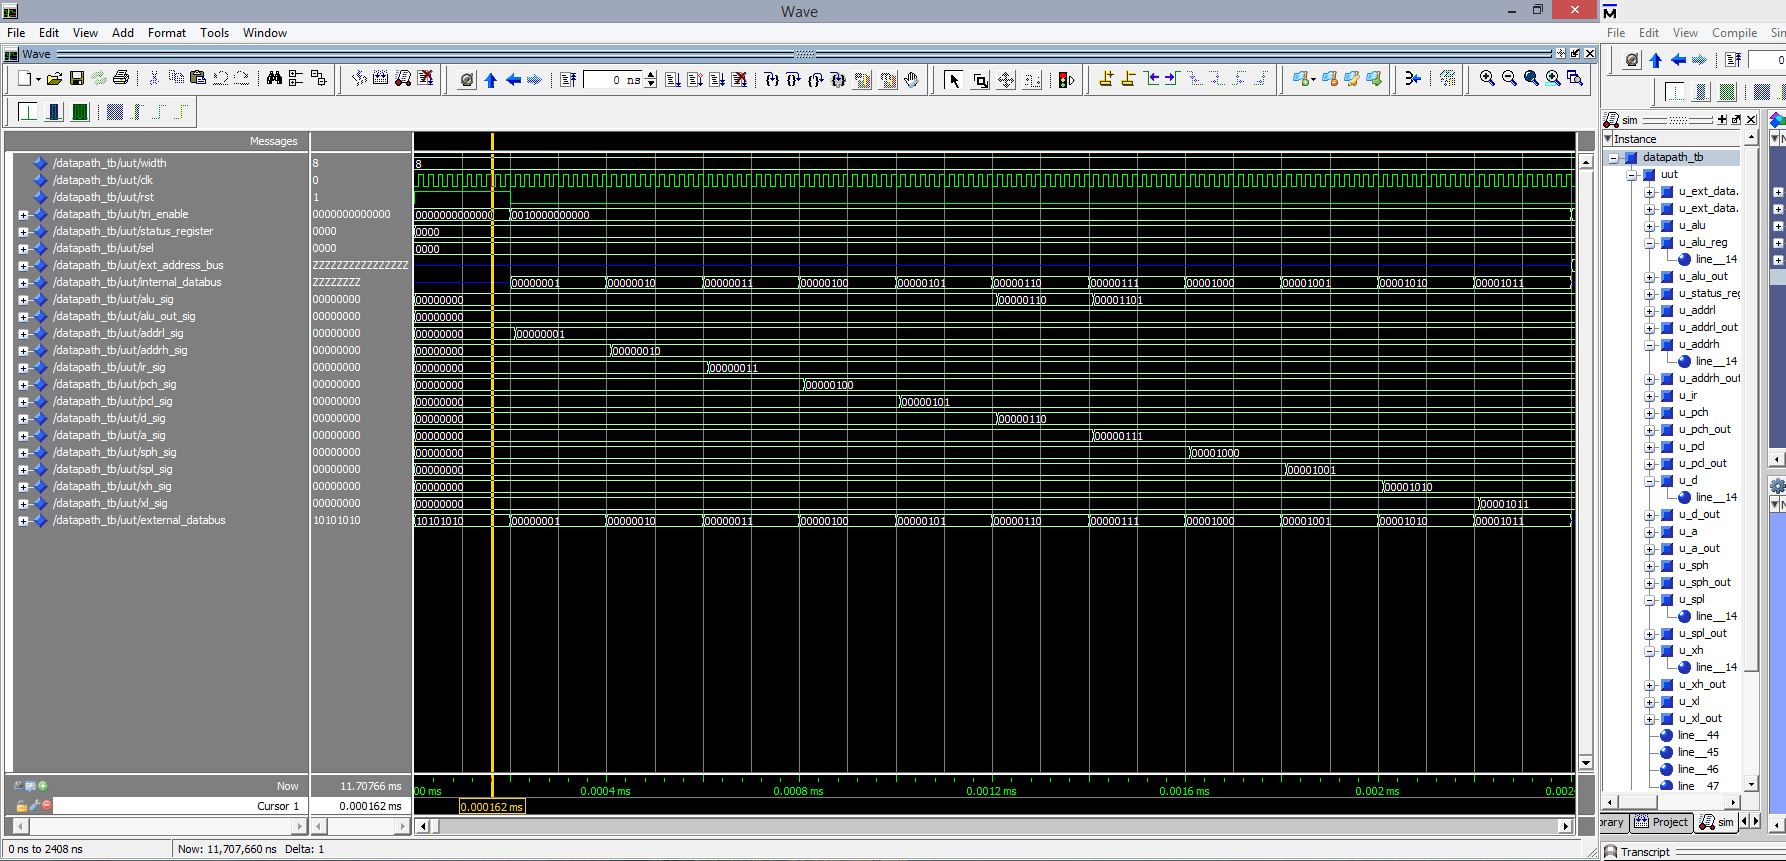 Wave
File Edit View Add Format Tools Window
File Edit View Compile Sin
Wave
0 ns
0
sim
Messages
Instance
/datapath_tb/uut/width 8 8
/datapath_tb/uut/clk 0
/datapath_tb/uut/rst 1
/datapath_tb/uut/tri_enable 0000000000000 0000000000000 0010000000000
/datapath_tb/uut/status_register 0000 0000
/datapath_tb/uut/sel 0000 0000
/datapath_tb/uut/ext_address_bus ZZZZZZZZZZZZZZZZ
/datapath_tb/uut/internal_databus ZZZZZZZZ 00000001 00000010 00000011 00000100 00000101 00000110 00000111 00001000 00001001 00001010 00001011
/datapath_tb/uut/alu_sig 00000000 00000000 00000110 00001101
/datapath_tb/uut/alu_out_sig 00000000 00000000
/datapath_tb/uut/addrl_sig 00000000 00000000 00000001
/datapath_tb/uut/addrh_sig 00000000 00000000 00000010
/datapath_tb/uut/ir_sig 00000000 00000000 00000011
/datapath_tb/uut/pch_sig 00000000 00000000 00000100
/datapath_tb/uut/pcl_sig 00000000 00000000 00000101
/datapath_tb/uut/d_sig 00000000 00000000 00000110
/datapath_tb/uut/a_sig 00000000 00000000 00000111
/datapath_tb/uut/sph_sig 00000000 00000000 00001000
/datapath_tb/uut/spl_sig 00000000 00000000 00001001
/datapath_tb/uut/xh_sig 00000000 00000000 00001010
/datapath_tb/uut/xl_sig 00000000 00000000 00001011
/datapath_tb/uut/external_databus 10101010 10101010 00000001 00000010 00000011 00000100 00000101 00000110 00000111 00001000 00001001 00001010 00001011
datapath_tb
uut
u_ext_data.
u_ext_data.
u_alu
u_alu_reg
line__14
u_alu_out
u_status_reg
u_addrl
u_addrl_out
u_addrh
line__14
u_addrh_out
u_ir
u_pch
u_pch_out
u_pcl
u_pcl_out
u_d
line__14
u_d_out
u_a
u_a_out
u_sph
u_sph_out
u_spl
line__14
u_spl_out
u_xh
line__14
u_xh_out
u_xl
u_xl_out
line__44
line__45
line__46
line__47
Now 11.70766 ms 00 ms 0.0004 ms 0.0008 ms 0.0012 ms 0.0016 ms 0.002 ms 0.002
Cursor 1 0.000162 ms 0.000162 ms
brary Project sim
0 ns to 2408 ns Now: 11,707,660 ns Delta: 1
Transcript